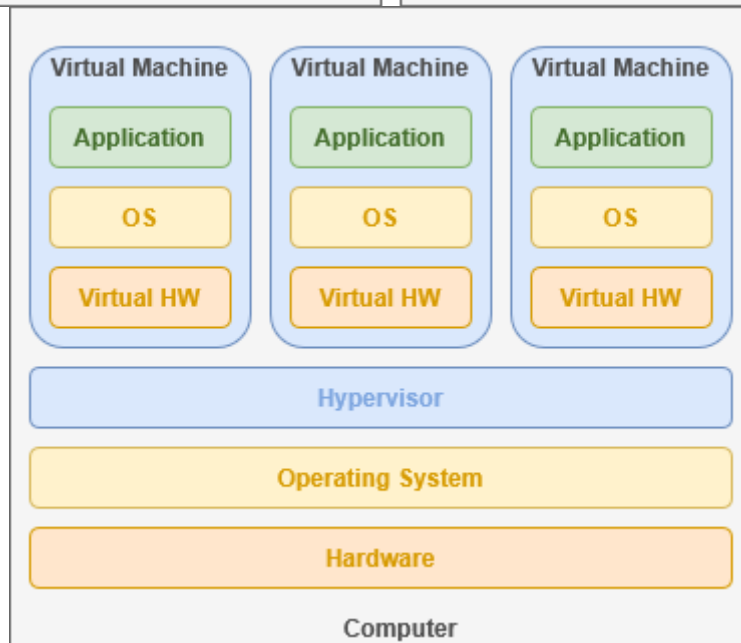 Virtual Machine
Virtual Machine
Virtual Machine
Application
Application
Application
OS
OS
OS
Virtual HW
Virtual HW
Virtual HW
Hypervisor
Operating System
Hardware
Computer